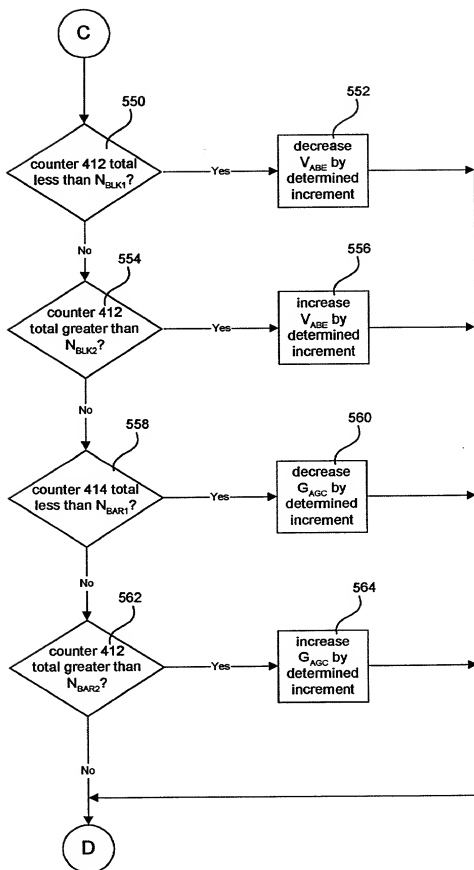 C
550
counter 412 total
less than N_BLK1?
Yes
552
decrease
V_ABE by
determined
increment
No
554
counter 412
total greater than
N_BLK2?
Yes
556
increase
V_ABE by
determined
increment
No
558
counter 414 total
less than N_BAR1?
Yes
560
decrease
G_AGC by
determined
increment
No
562
counter 412
total greater than
N_BAR2?
Yes
564
increase
G_AGC by
determined
increment
No
D